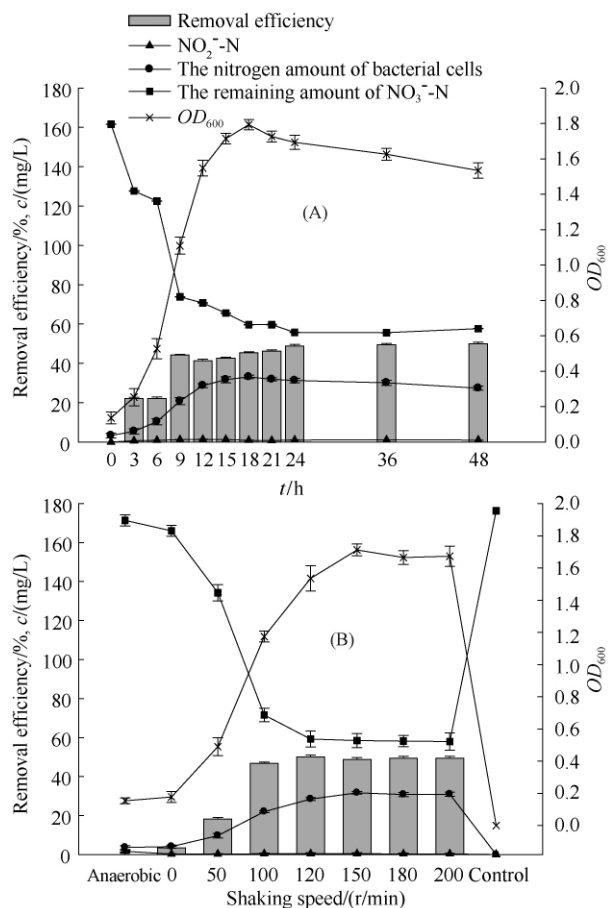 Removal efficiency
NO₂⁻-N
The nitrogen amount of bacterial cells
The remaining amount of NO₃⁻-N
OD₆₀₀
180
160
140
120
100
80
60
40
20
0
Removal efficiency/%, c/(mg/L)
(A)
2.0
1.8
1.6
1.4
1.2
1.0
0.8
0.6
0.4
0.2
0.0
OD₆₀₀
0 3 6 9 12 15 18 21 24 36 48
t/h
180
160
140
120
100
80
60
40
20
0
Removal efficiency/%, c/(mg/L)
(B)
2.0
1.8
1.6
1.4
1.2
1.0
0.8
0.6
0.4
0.2
0.0
OD₆₀₀
Anaerobic 0 50 100 120 150 180 200 Control
Shaking speed/(r/min)